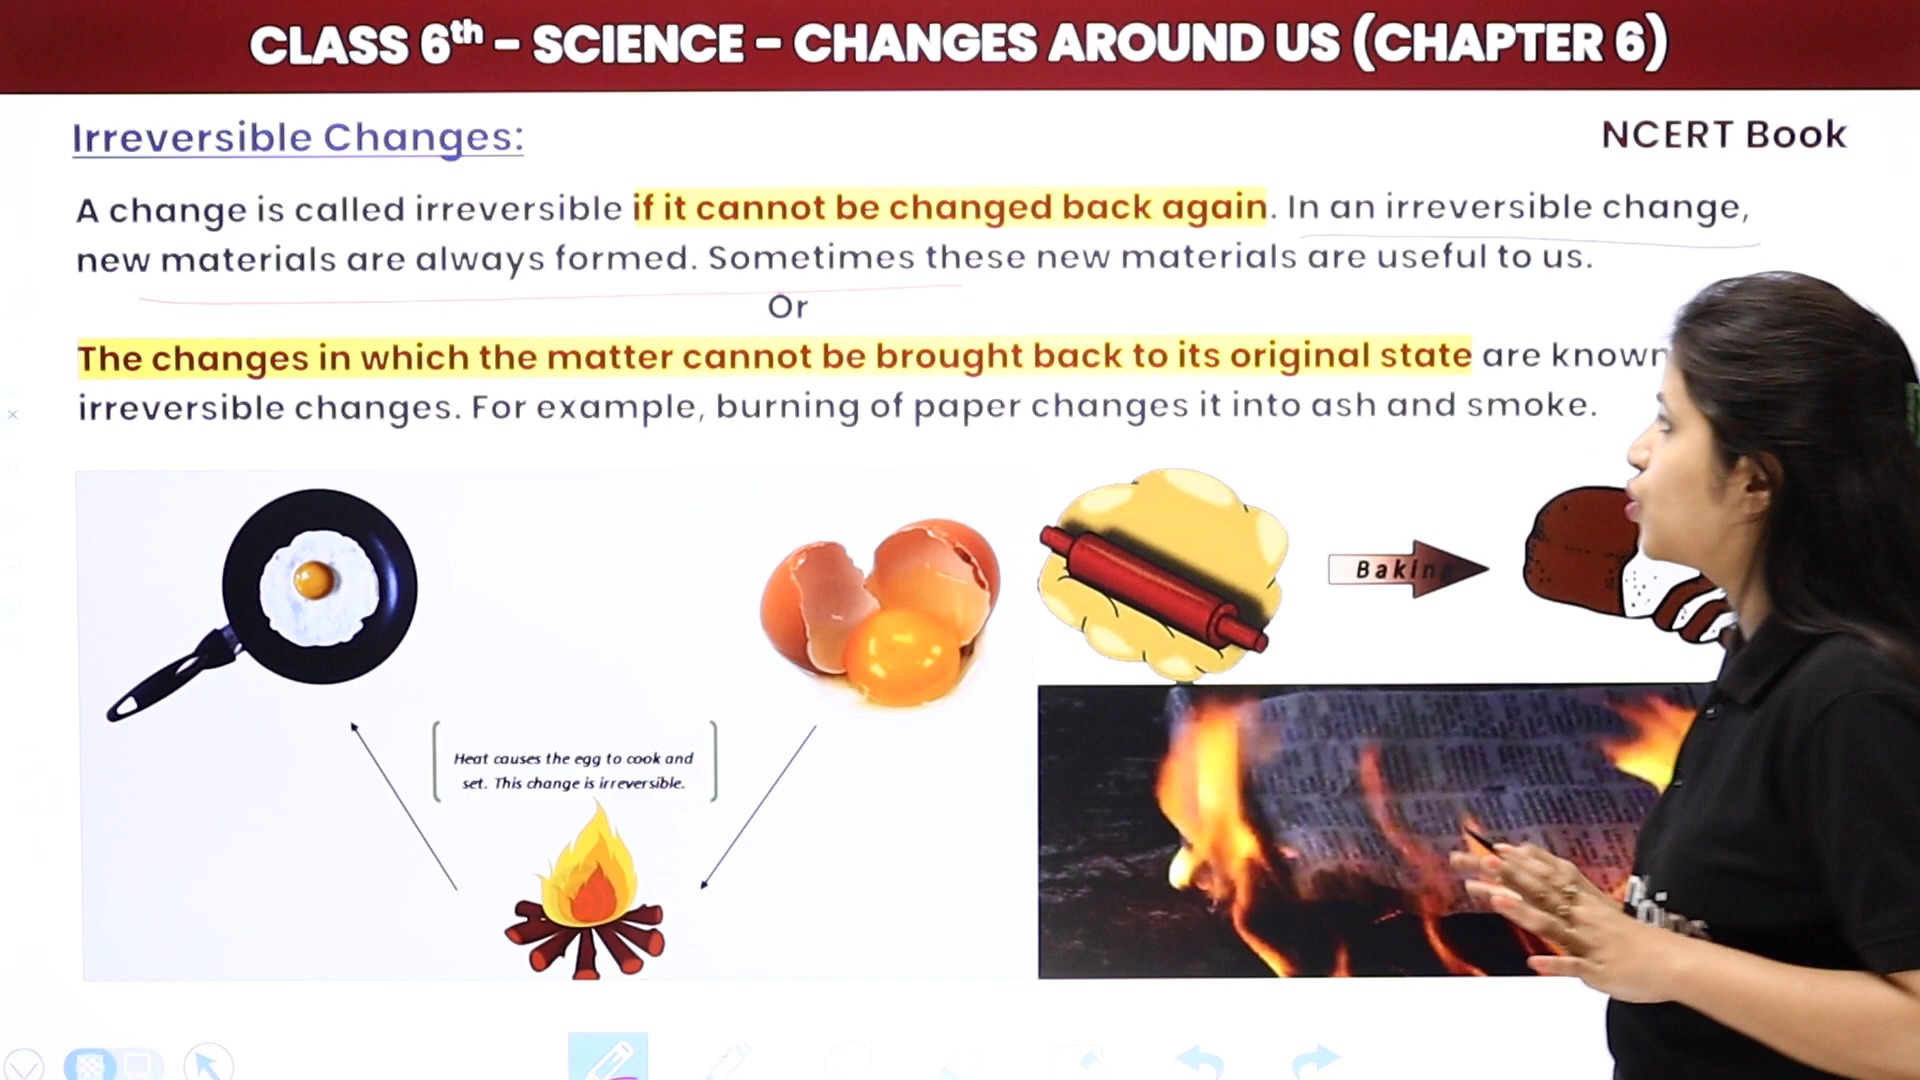 CLASS 6th - SCIENCE - CHANGES AROUND US (CHAPTER 6)
Irreversible Changes:
NCERT Book
A change is called irreversible if it cannot be changed back again. In an irreversible change,
new materials are always formed. Sometimes these new materials are useful to us.
Or
The changes in which the matter cannot be brought back to its original state are known
irreversible changes. For example, burning of paper changes it into ash and smoke.
Baking
Heat causes the egg to cook and
set. This change is irreversible.